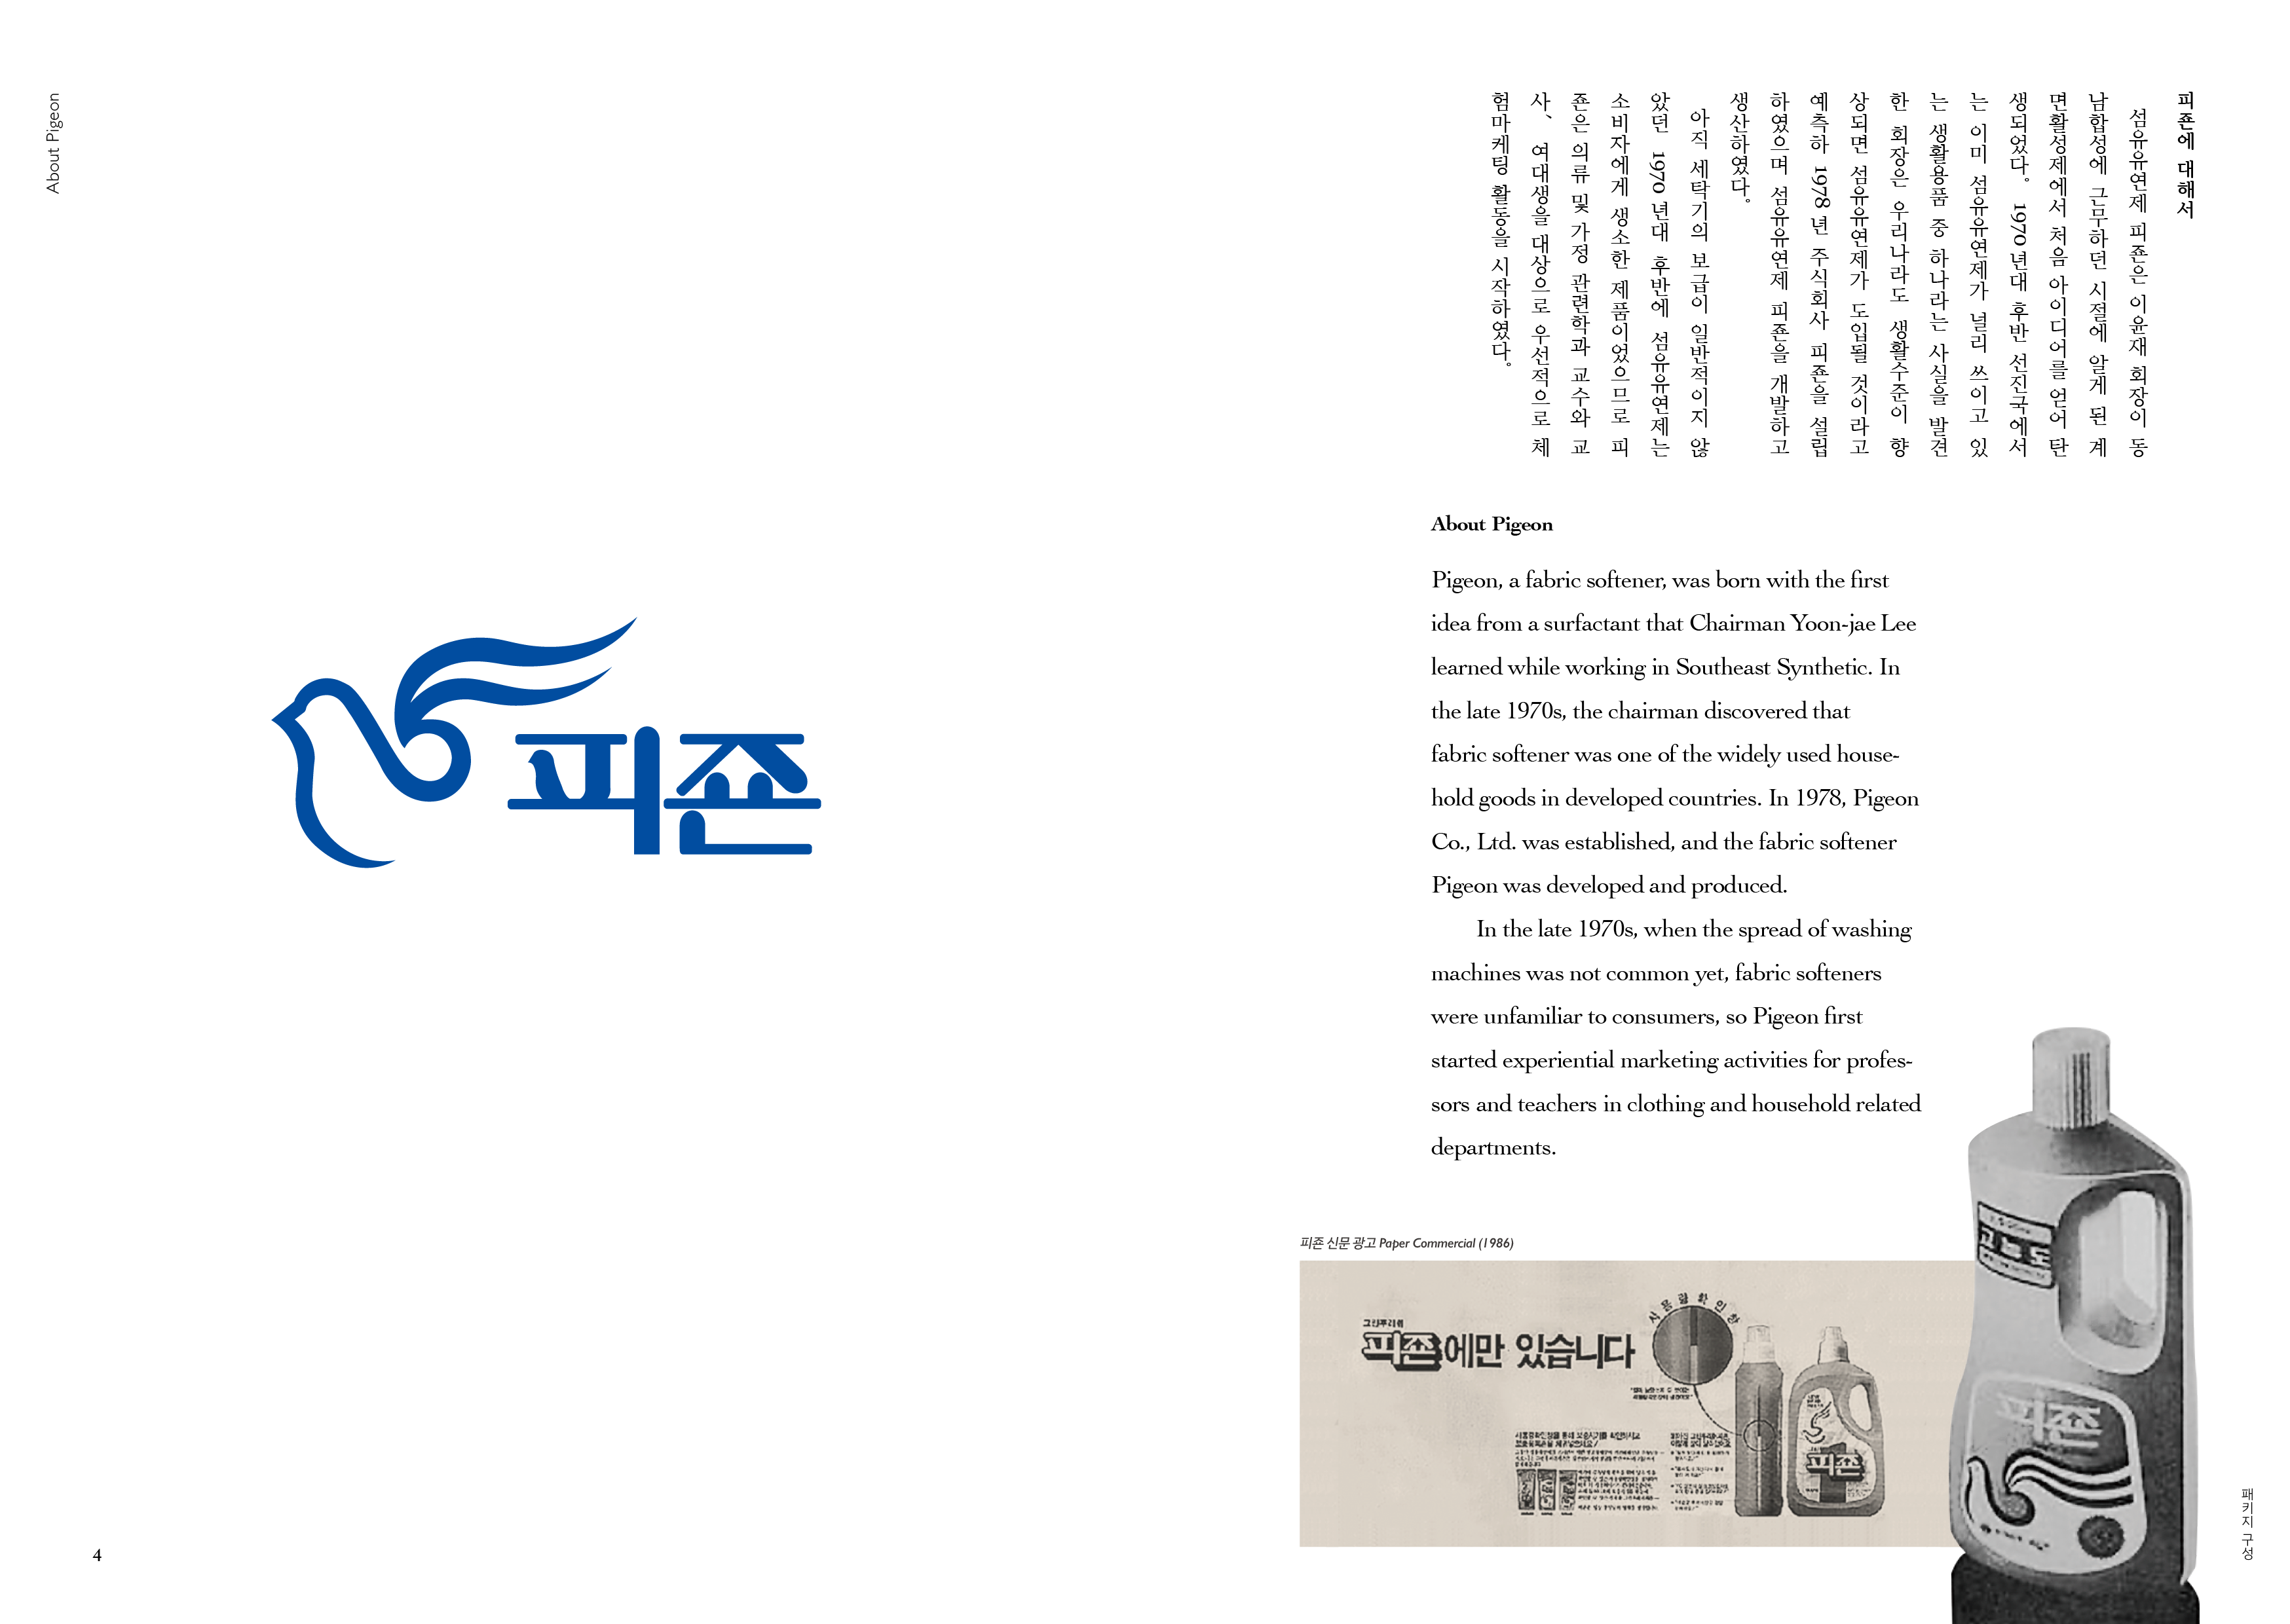 About Pigeon
피죤
4
피죤에 대해서
섬유유연제 피죤은 이윤재 회장이 동
남합성에 근무하던 시절에 알게 된 계
면활성제에서 처음 아이디어를 얻어 탄
생되었다. 1970년대 후반 선진국에서
는 이미 섬유유연제가 널리 쓰이고 있
는 생활용품 중 하나라는 사실을 발견
한 회장은 우리나라도 생활수준이 향
상되면 섬유유연제가 도입될 것이라고
예측하 1978년 주식회사 피죤을 설립
하였으며 섬유유연제 피죤을 개발하고
생산하였다.
아직 세탁기의 보급이 일반적이지 않
았던 1970년대 후반에 섬유유연제는
소비자에게 생소한 제품이었으므로 피
죤은 의류 및 가정 관련학과 교수와 교
사, 여대생을 대상으로 우선적으로 체
험마케팅 활동을 시작하였다.
About Pigeon
Pigeon, a fabric softener, was born with the first
idea from a surfactant that Chairman Yoon-jae Lee
learned while working in Southeast Synthetic. In
the late 1970s, the chairman discovered that
fabric softener was one of the widely used house-
hold goods in developed countries. In 1978, Pigeon
Co., Ltd. was established, and the fabric softener
Pigeon was developed and produced.
In the late 1970s, when the spread of washing
machines was not common yet, fabric softeners
were unfamiliar to consumers, so Pigeon first
started experiential marketing activities for profes-
sors and teachers in clothing and household related
departments.
피죤 신문 광고 Paper Commercial (1986)
피죤에만 있습니다
사용량 확인창
피죤
피죤
패키지 구성